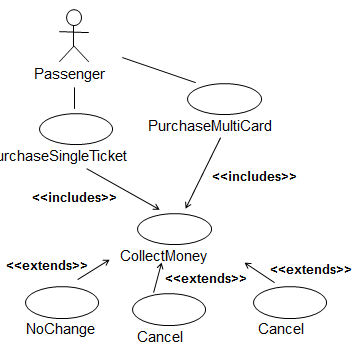 Passenger
PurchaseMultiCard
urchaseSingleTicket
<<includes>>
<<includes>>
CollectMoney
<<extends>>
<<extends>>
<<extends>>
NoChange
Cancel
Cancel